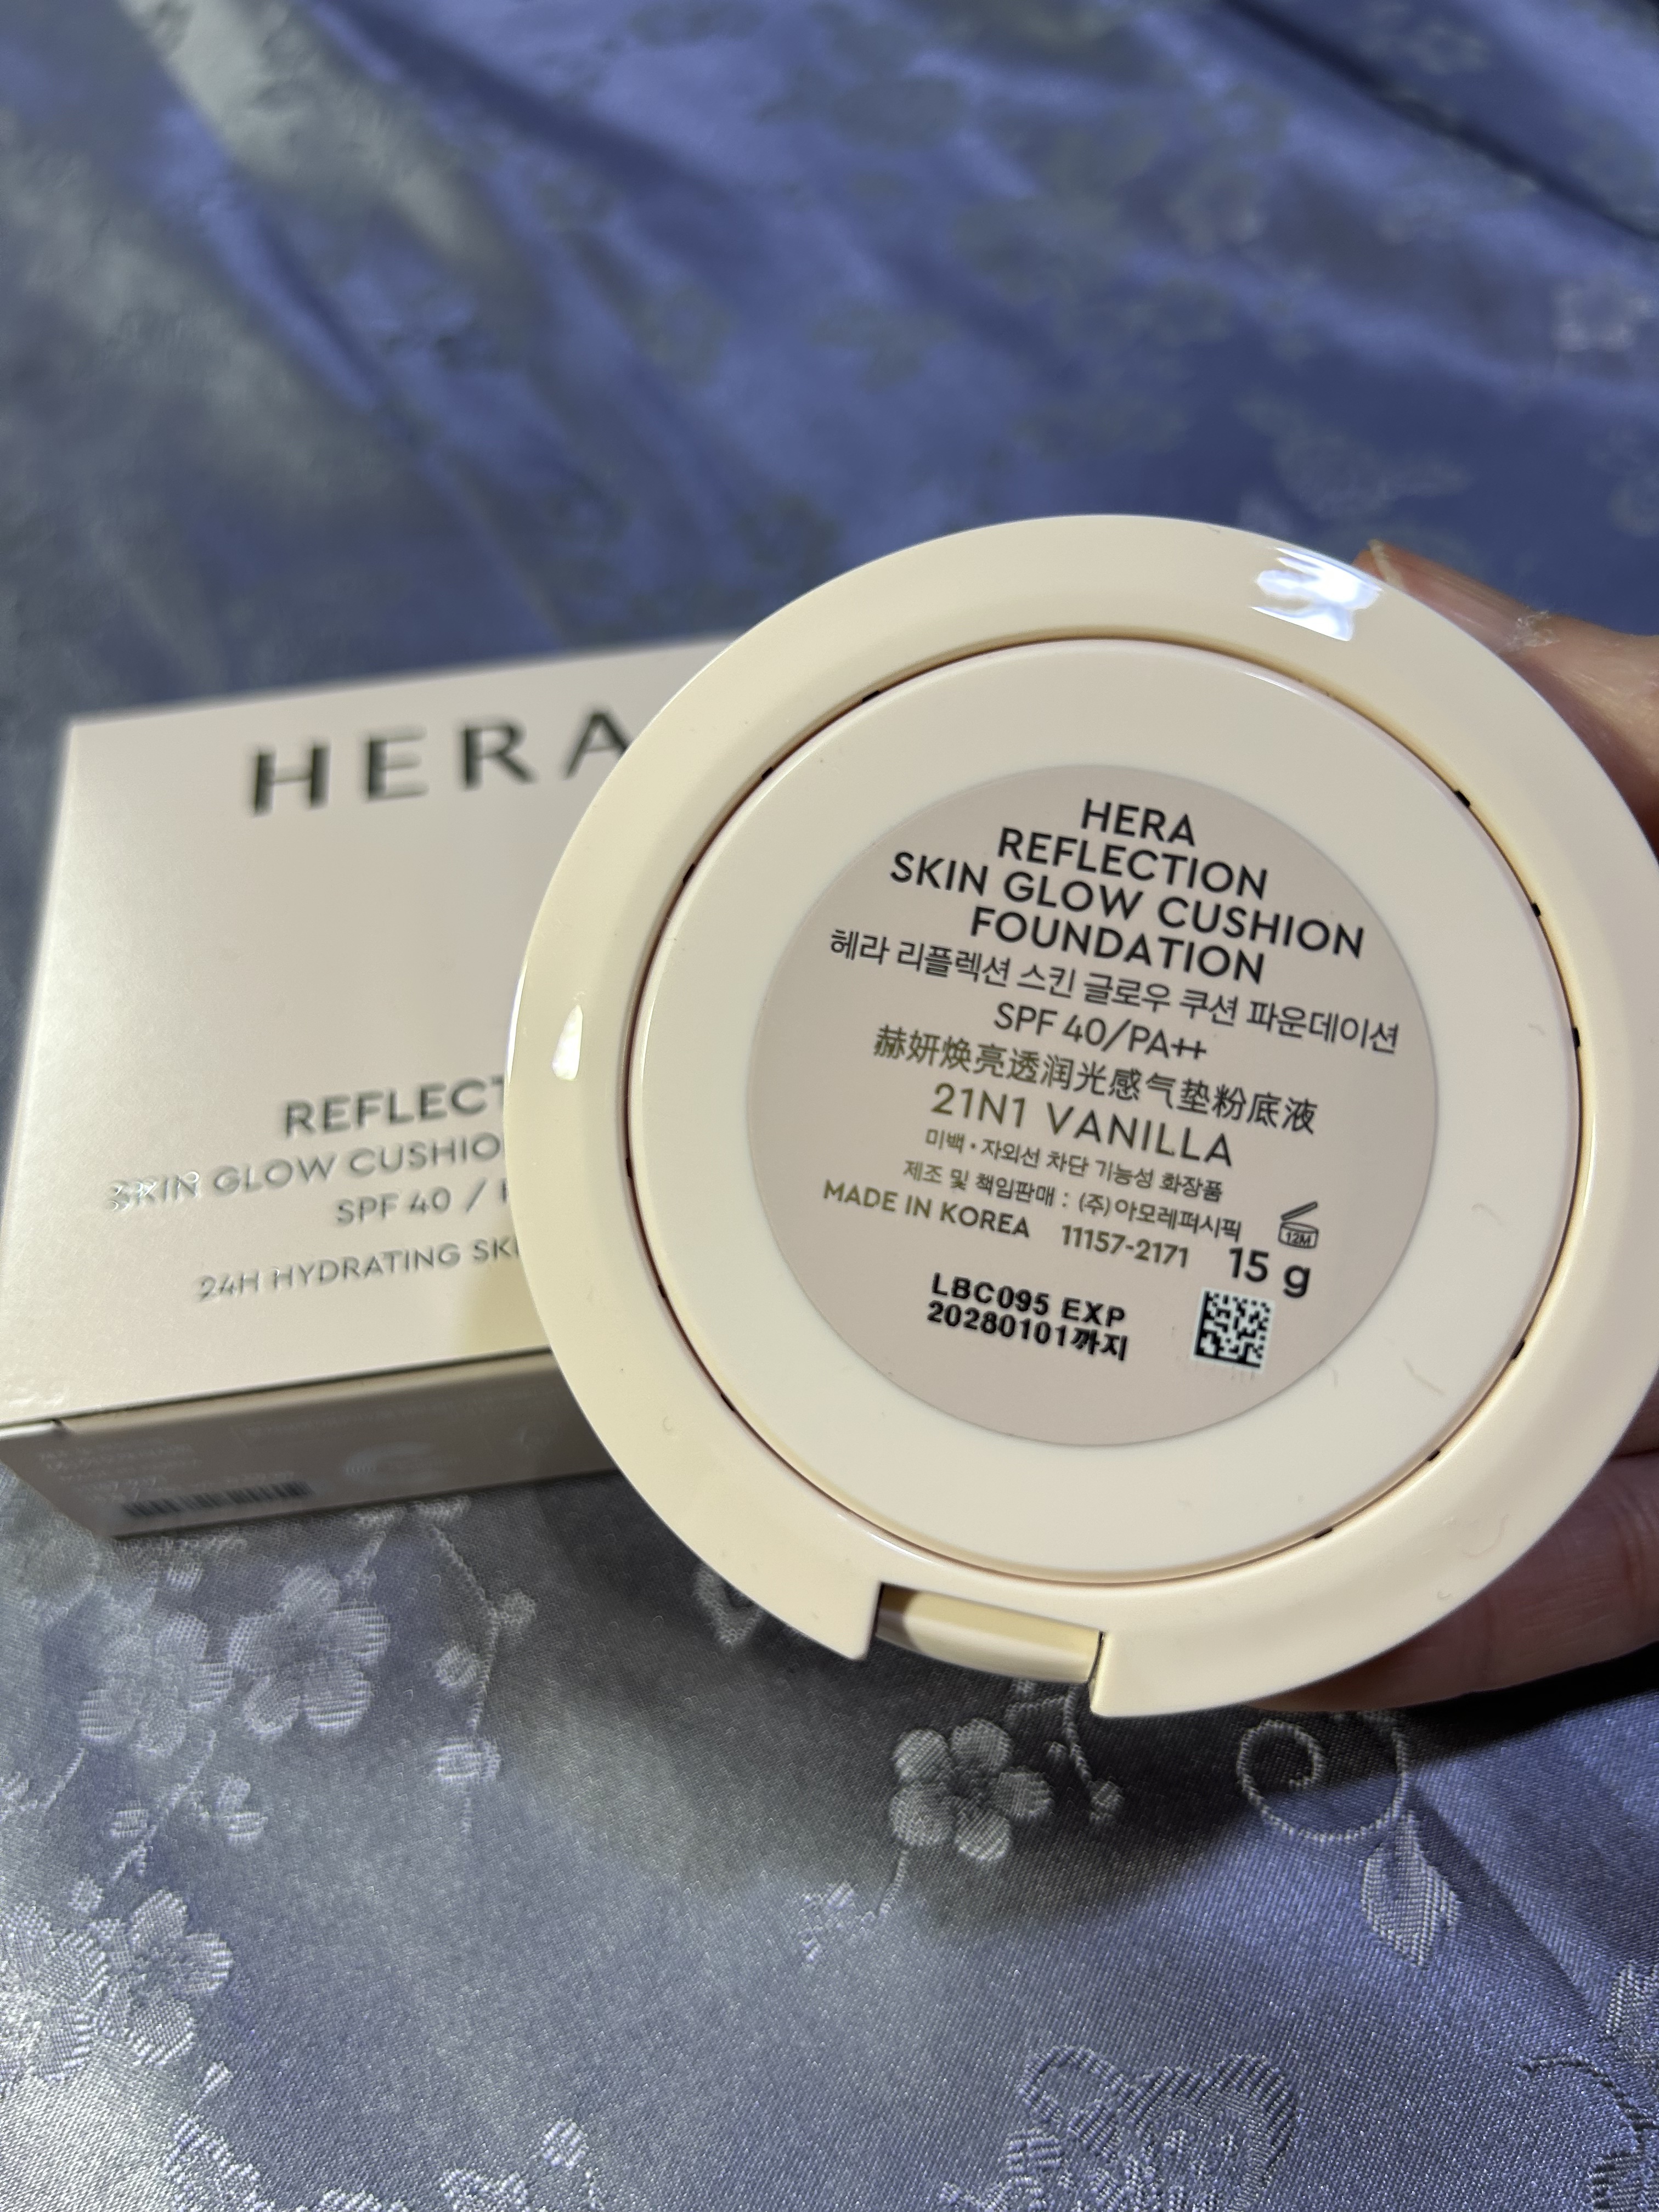 HERA
REFLECT
SKIN GLOW CUSHIO
SPF 40 /
24H HYDRATING SKI
HERA
REFLECTION
SKIN GLOW CUSHION
FOUNDATION
헤라 리플렉션 스킨 글로우 쿠션 파운데이션
SPF 40/PA++
赫妍焕亮透润光感气垫粉底液
21N1 VANILLA
미백·자외선 차단 기능성 화장품
제조 및 책임판매 : (주)아모레퍼시픽
MADE IN KOREA 11157-2171
12M
15 g
LBC095 EXP
20280101까지